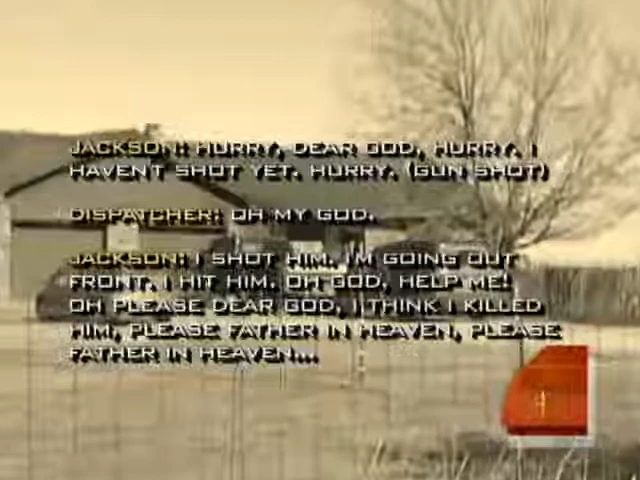 JACKSON: HURRY, DEAR GOD, HURRY. I
HAVEN'T SHOT YET. HURRY. (GUN SHOT)
DISPATCHER: OH MY GOD.
JACKSON: I SHOT HIM. I'M GOING OUT
FRONT. I HIT HIM. OH GOD, HELP ME!
OH PLEASE DEAR GOD, I THINK I KILLED
HIM, PLEASE FATHER IN HEAVEN, PLEASE
FATHER IN HEAVEN...
4